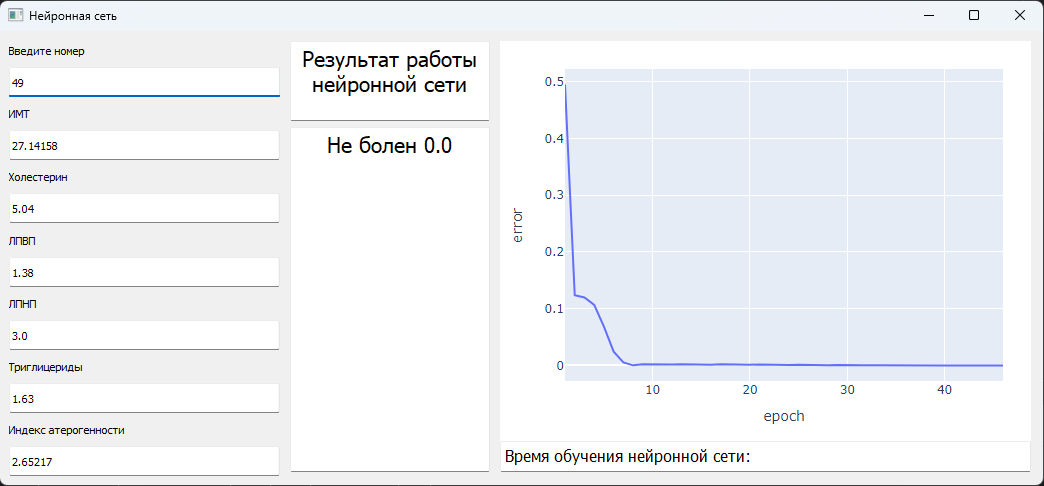 Нейронная сеть
Введите номер
49
ИМТ
27.14158
Холестерин
5.04
ЛПВП
1.38
ЛПНП
3.0
Триглицериды
1.63
Индекс атерогенности
2.65217
Результат работы
нейронной сети
Не болен 0.0
0.5
0.4
0.3
0.2
0.1
0
error
10
20
30
40
epoch
Время обучения нейронной сети: